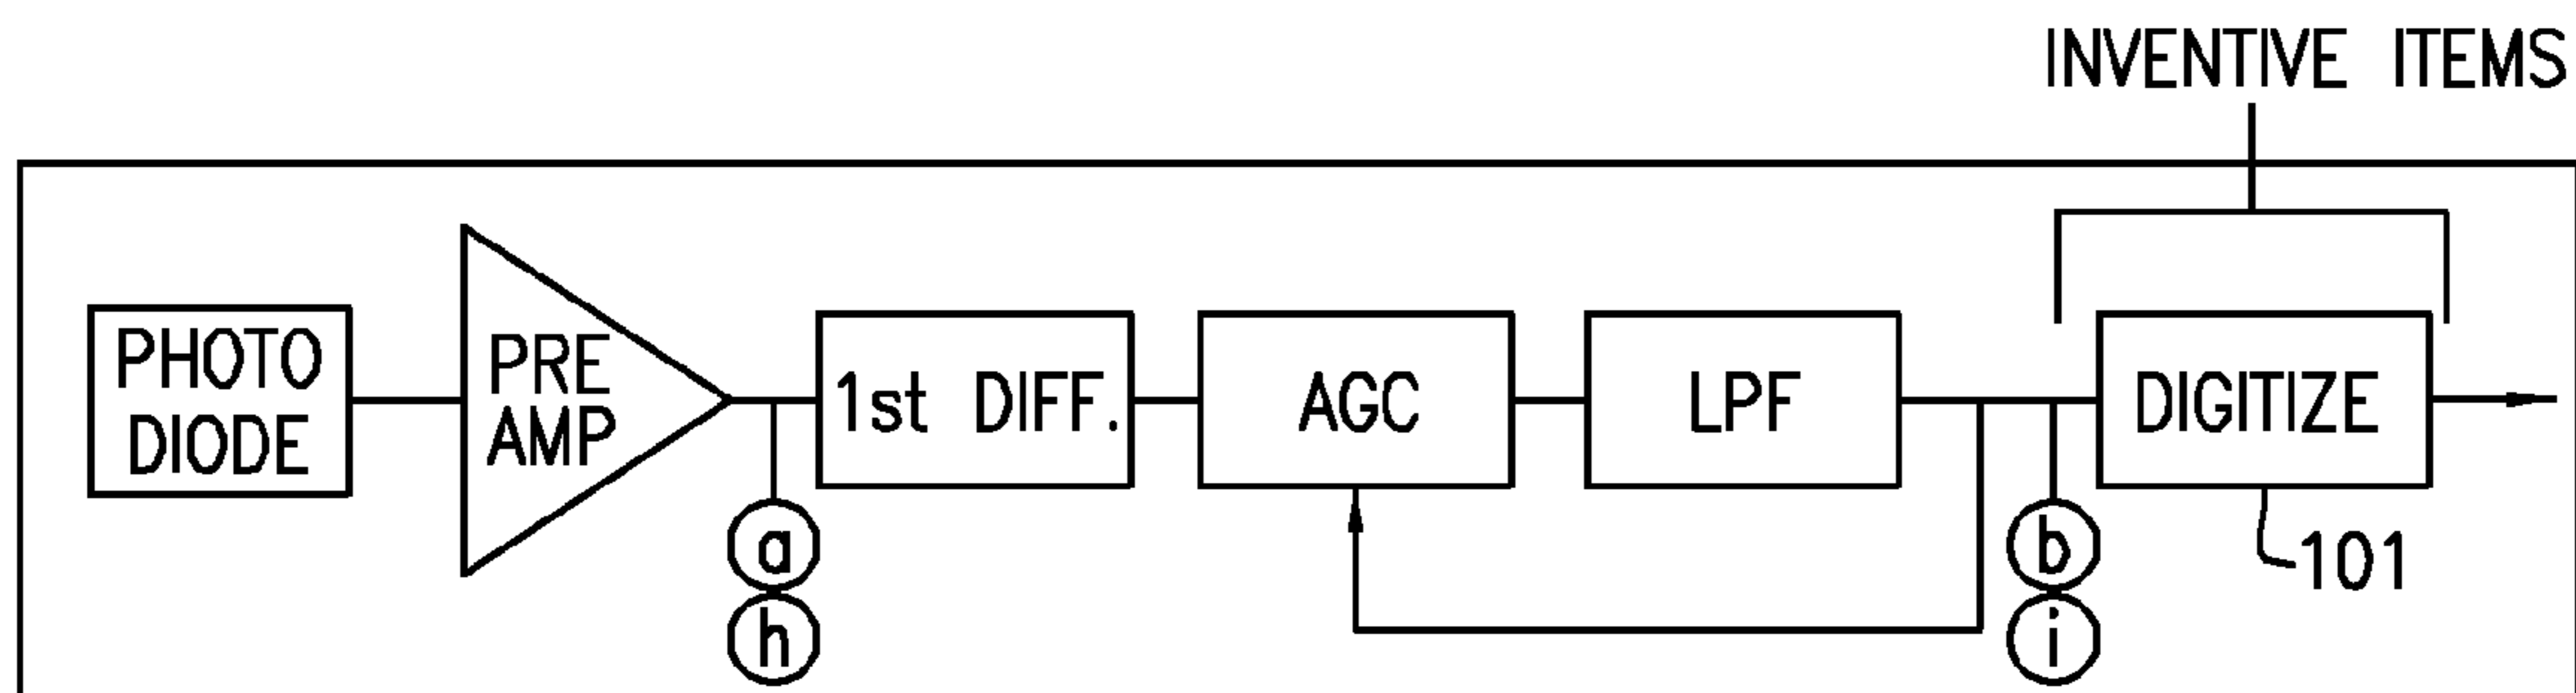 INVENTIVE ITEMS
PHOTO
DIODE
PRE
AMP
1st DIFF.
AGC
LPF
DIGITIZE
a
h
b
i
101